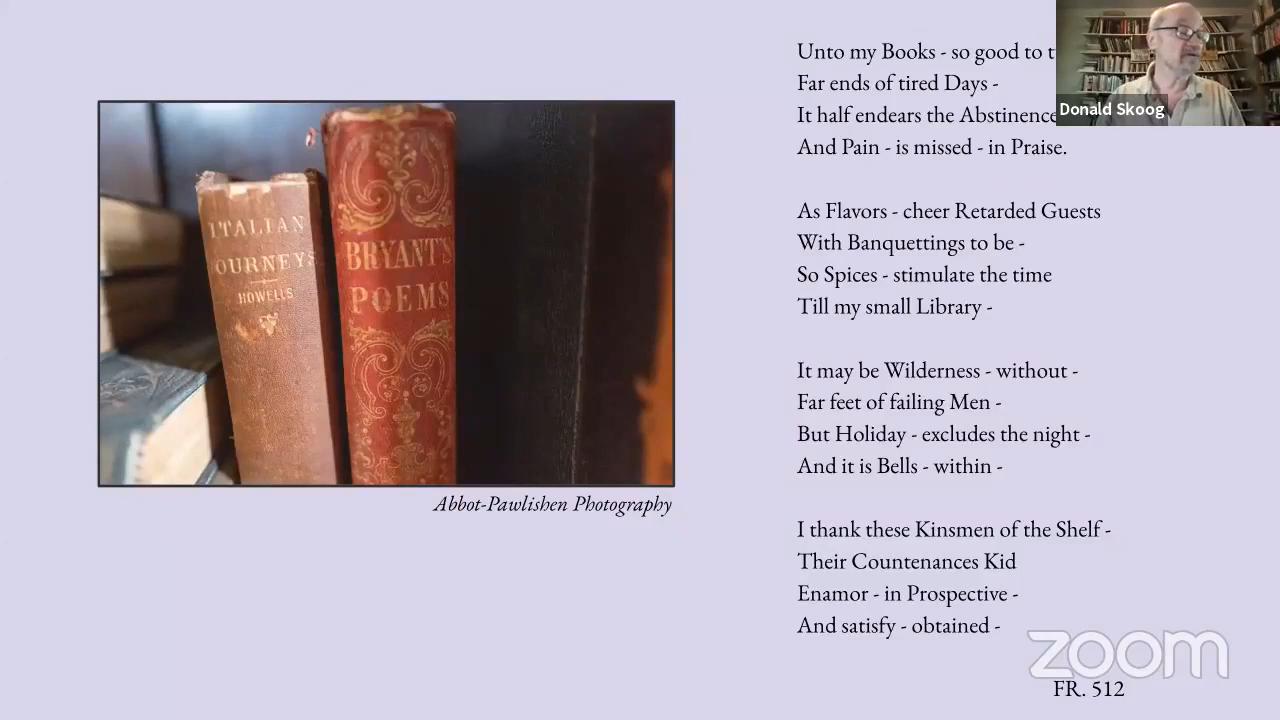 Unto my Books - so good to
Far ends of tired Days -
It half endears the Abstinence
And Pain - is missed - in Praise.
As Flavors - cheer Retarded Guests
With Banquettings to be -
So Spices - stimulate the time
Till my small Library -
It may be Wilderness - without -
Far feet of failing Men -
But Holiday - excludes the night -
And it is Bells - within -
I thank these Kinsmen of the Shelf -
Their Countenances Kid
Enamor - in Prospective -
And satisfy - obtained -
FR. 512
Donald Skoog
ITALIAN
OURNEYS
HOWELLS
BRYANT'S
POEMS
Abbot-Pawlishen Photography
zoom